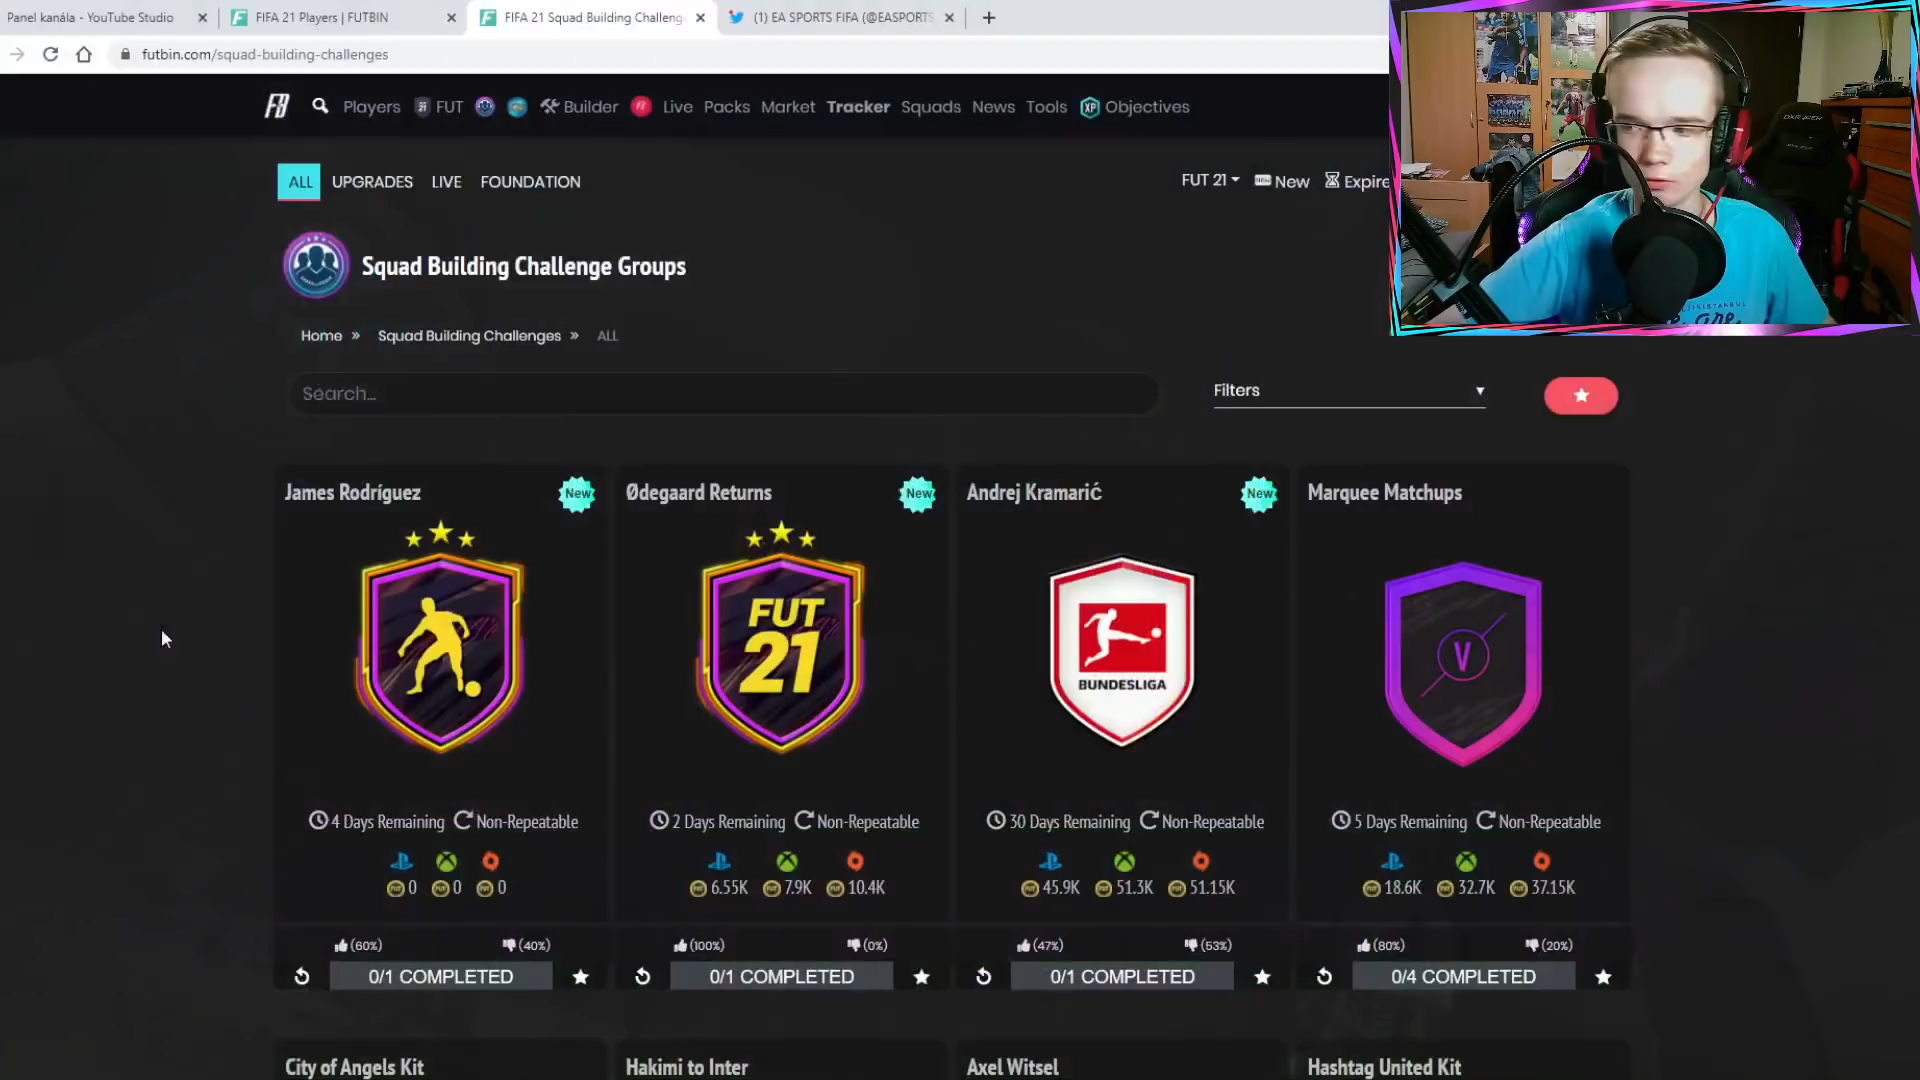 Panel kanála - YouTube Studio
FIFA 21 Players | FUTBIN
FIFA 21 Squad Building Challeng
(1) EA SPORTS FIFA (@EASPORTS
futbin.com/squad-building-challenges
Players FUT Builder Live Packs Market Tracker Squads News Tools XP Objectives
ALL UPGRADES LIVE FOUNDATION
FUT 21 New Expire
Squad Building Challenge Groups
Home » Squad Building Challenges » ALL
Search...
Filters
James Rodríguez New
Ødegaard Returns New
Andrej Kramarić New
Marquee Matchups
FUT
21
BUNDESLIGA
V
4 Days Remaining Non-Repeatable
2 Days Remaining Non-Repeatable
30 Days Remaining Non-Repeatable
5 Days Remaining Non-Repeatable
0 0 0
6.55K 7.9K 10.4K
45.9K 51.3K 51.15K
18.6K 32.7K 37.15K
(60%) (40%)
(100%) (0%)
(47%) (53%)
(80%) (20%)
0/1 COMPLETED
0/1 COMPLETED
0/1 COMPLETED
0/4 COMPLETED
City of Angels Kit
Hakimi to Inter
Axel Witsel
Hashtag United Kit